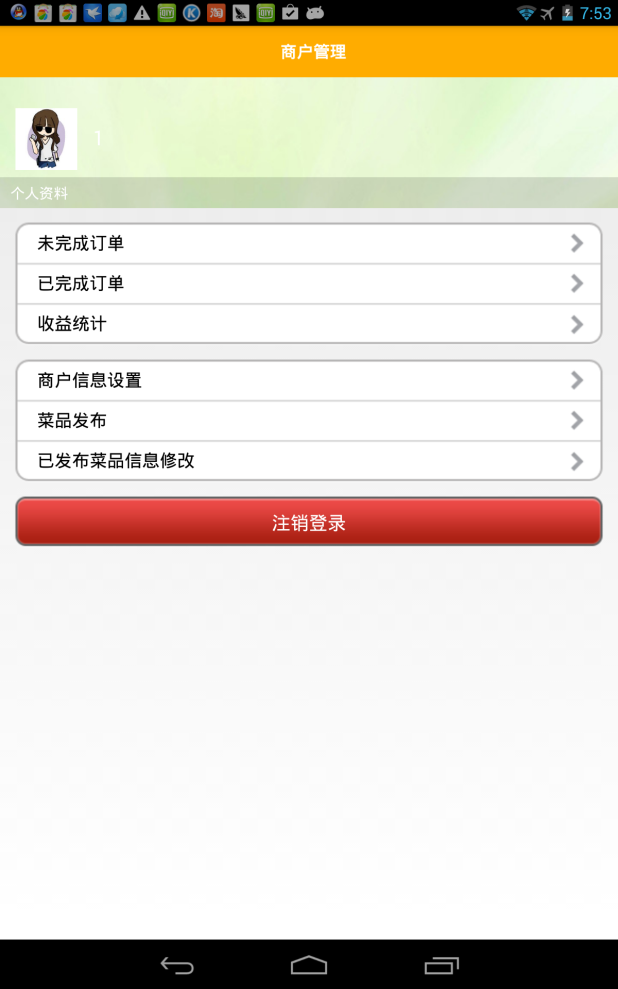 7:53
商户管理
1
个人资料
未完成订单
已完成订单
收益统计
商户信息设置
菜品发布
已发布菜品信息修改
注销登录